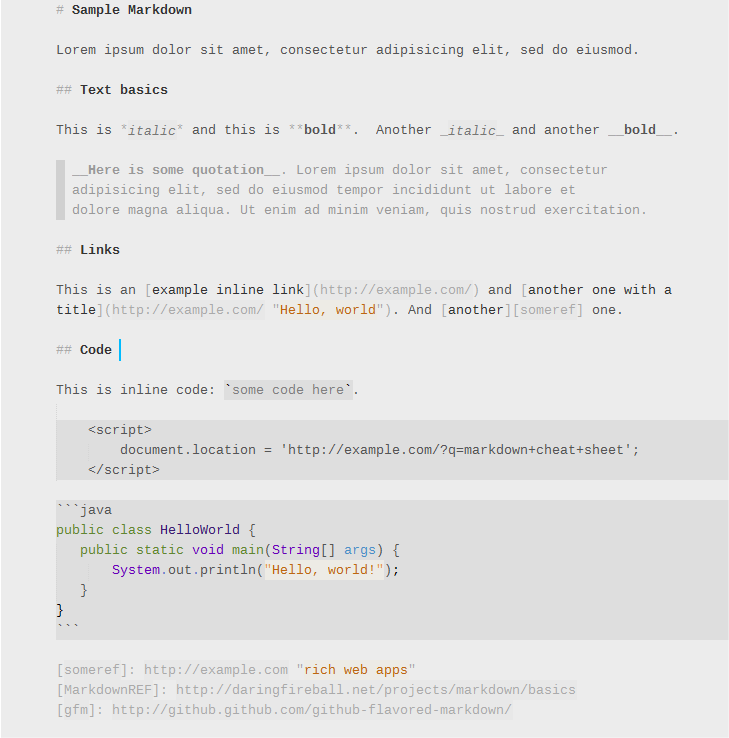 # Sample Markdown
Lorem ipsum dolor sit amet, consectetur adipisicing elit, sed do eiusmod.
## Text basics
This is *italic* and this is **bold**.  Another _italic_ and another __bold__.
__Here is some quotation__. Lorem ipsum dolor sit amet, consectetur
adipisicing elit, sed do eiusmod tempor incididunt ut labore et
dolore magna aliqua. Ut enim ad minim veniam, quis nostrud exercitation.
## Links
This is an [example inline link](http://example.com/) and [another one with a
title](http://example.com/ "Hello, world"). And [another][someref] one.
## Code
This is inline code: `some code here`.
    <script>
        document.location = 'http://example.com/?q=markdown+cheat+sheet';
    </script>
```java
public class HelloWorld {
   public static void main(String[] args) {
       System.out.println("Hello, world!");
   }
}
```
[someref]: http://example.com "rich web apps"
[MarkdownREF]: http://daringfireball.net/projects/markdown/basics
[gfm]: http://github.github.com/github-flavored-markdown/